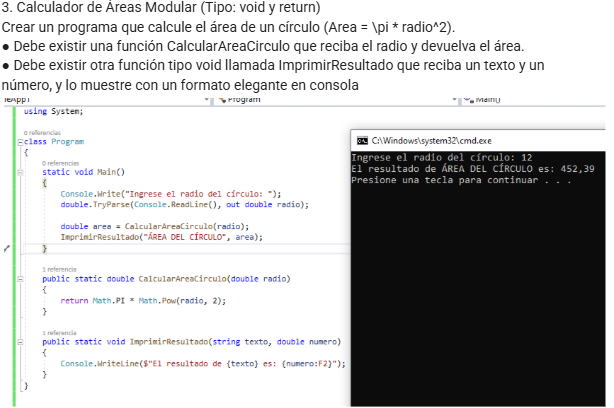 3. Calculador de Áreas Modular (Tipo: void y return)
Crear un programa que calcule el área de un círculo (Area = \pi * radio^2).
● Debe existir una función CalcularAreaCirculo que reciba el radio y devuelva el área.
● Debe existir otra función tipo void llamada ImprimirResultado que reciba un texto y un
número, y lo muestre con un formato elegante en consola
Program
Main()
using System;
0 referencias
class Program
{
0 referencias
static void Main()
{
Console.Write("Ingrese el radio del círculo: ");
double.TryParse(Console.ReadLine(), out double radio);
double area = CalcularAreaCirculo(radio);
ImprimirResultado("ÁREA DEL CÍRCULO", area);
}
1 referencia
public static double CalcularAreaCirculo(double radio)
{
return Math.PI * Math.Pow(radio, 2);
}
1 referencia
public static void ImprimirResultado(string texto, double numero)
{
Console.WriteLine($"El resultado de {texto} es: {numero:F2}");
}
}
C:\Windows\system32\cmd.exe
Ingrese el radio del círculo: 12
El resultado de ÁREA DEL CÍRCULO es: 452,39
Presione una tecla para continuar . . .